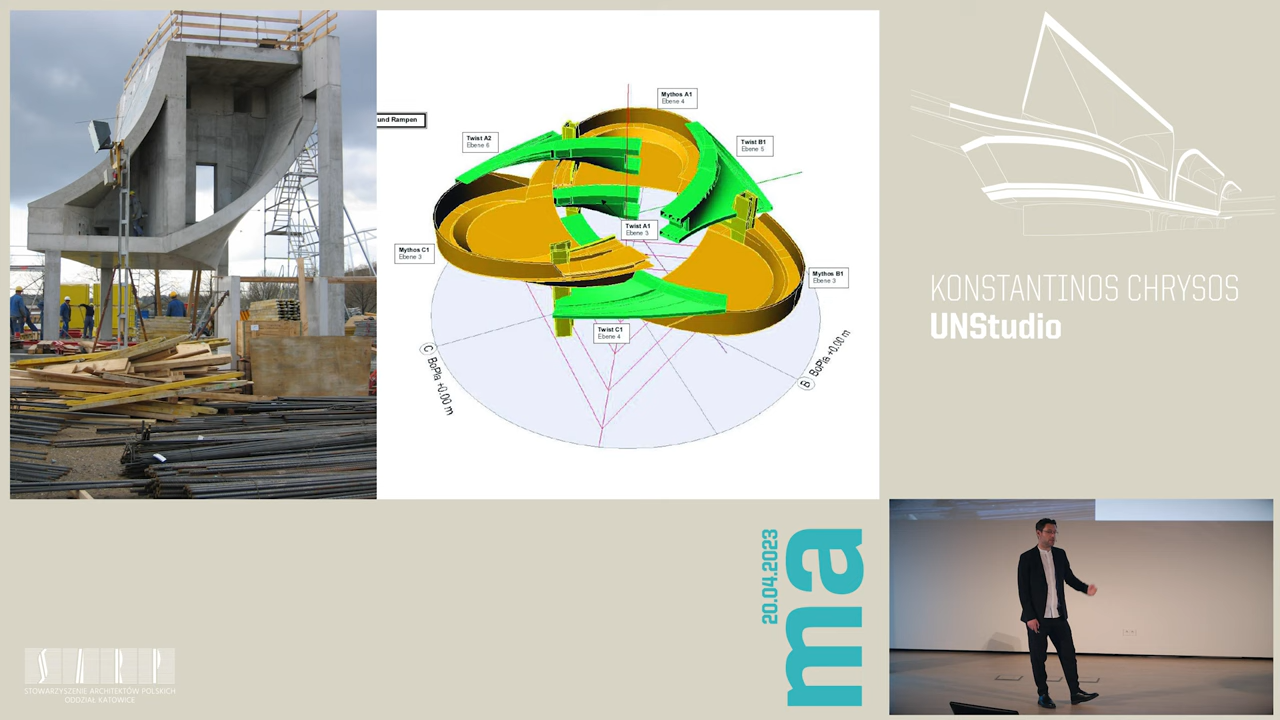 und Rampen
Mythos A1
Ebene 4
Twist A2
Ebene 6
Twist B1
Ebene 5
Twist A1
Ebene 3
Mythos C1
Ebene 3
Mythos B1
Ebene 3
Twist C1
Ebene 4
C BoPla +0.00 m
B BoPla +0.00 m
KONSTANTINOS CHRYSOS
UNStudio
20.04.2023
ma
SARP
STOWARZYSZENIE ARCHITEKTÓW POLSKICH
ODDZIAŁ KATOWICE